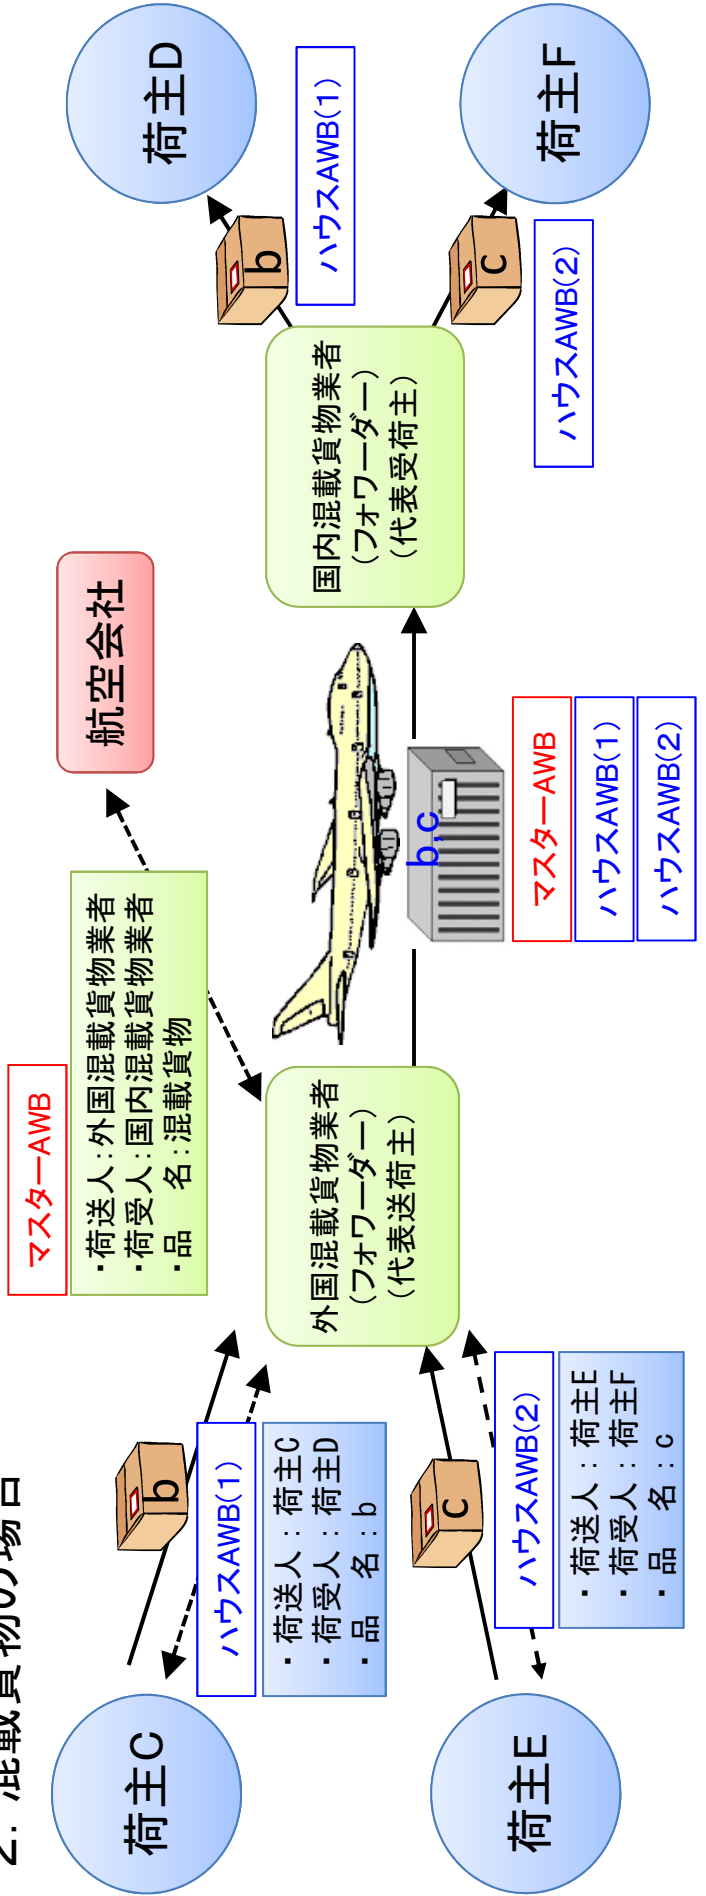 2. 混載貨物の場合
マスターAWB
・荷送人：外国混載貨物業者
・荷受人：国内混載貨物業者
・品　名：混載貨物
航空会社
荷主C
b
ハウスAWB(1)
・荷送人：荷主C
・荷受人：荷主D
・品　名：b
荷主E
c
ハウスAWB(2)
・荷送人：荷主E
・荷受人：荷主F
・品　名：c
外国混載貨物業者
（フォワーダー）
（代表送荷主）
b,c
マスターAWB
ハウスAWB(1)
ハウスAWB(2)
国内混載貨物業者
（フォワーダー）
（代表受荷主）
b
ハウスAWB(1)
荷主D
c
ハウスAWB(2)
荷主F